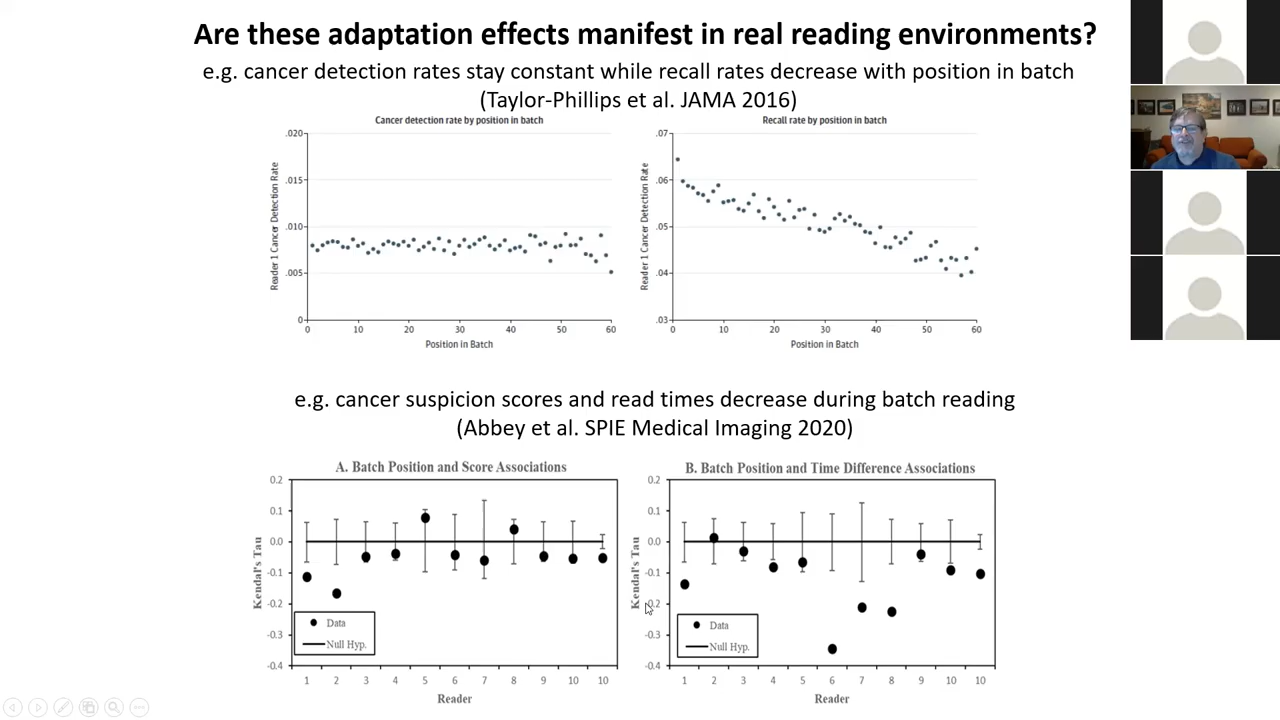 Are these adaptation effects manifest in real reading environments?
e.g. cancer detection rates stay constant while recall rates decrease with position in batch
(Taylor-Phillips et al. JAMA 2016)
Cancer detection rate by position in batch
Reader 1 Cancer Detection Rate
.020
.015
.010
.005
0
0 10 20 30 40 50 60
Position in Batch
Recall rate by position in batch
Reader 1 Cancer Detection Rate
.07
.06
.05
.04
.03
0 10 20 30 40 50 60
Position in Batch
e.g. cancer suspicion scores and read times decrease during batch reading
(Abbey et al. SPIE Medical Imaging 2020)
A. Batch Position and Score Associations
Kendal's Tau
0.2
0.1
0.0
-0.1
-0.2
-0.3
-0.4
Data
Null Hyp.
1 2 3 4 5 6 7 8 9 10 10
Reader
B. Batch Position and Time Difference Associations
Kendal's Tau
0.2
0.1
0.0
-0.1
-0.2
-0.3
-0.4
Data
Null Hyp.
1 2 3 4 5 6 7 8 9 10 10
Reader